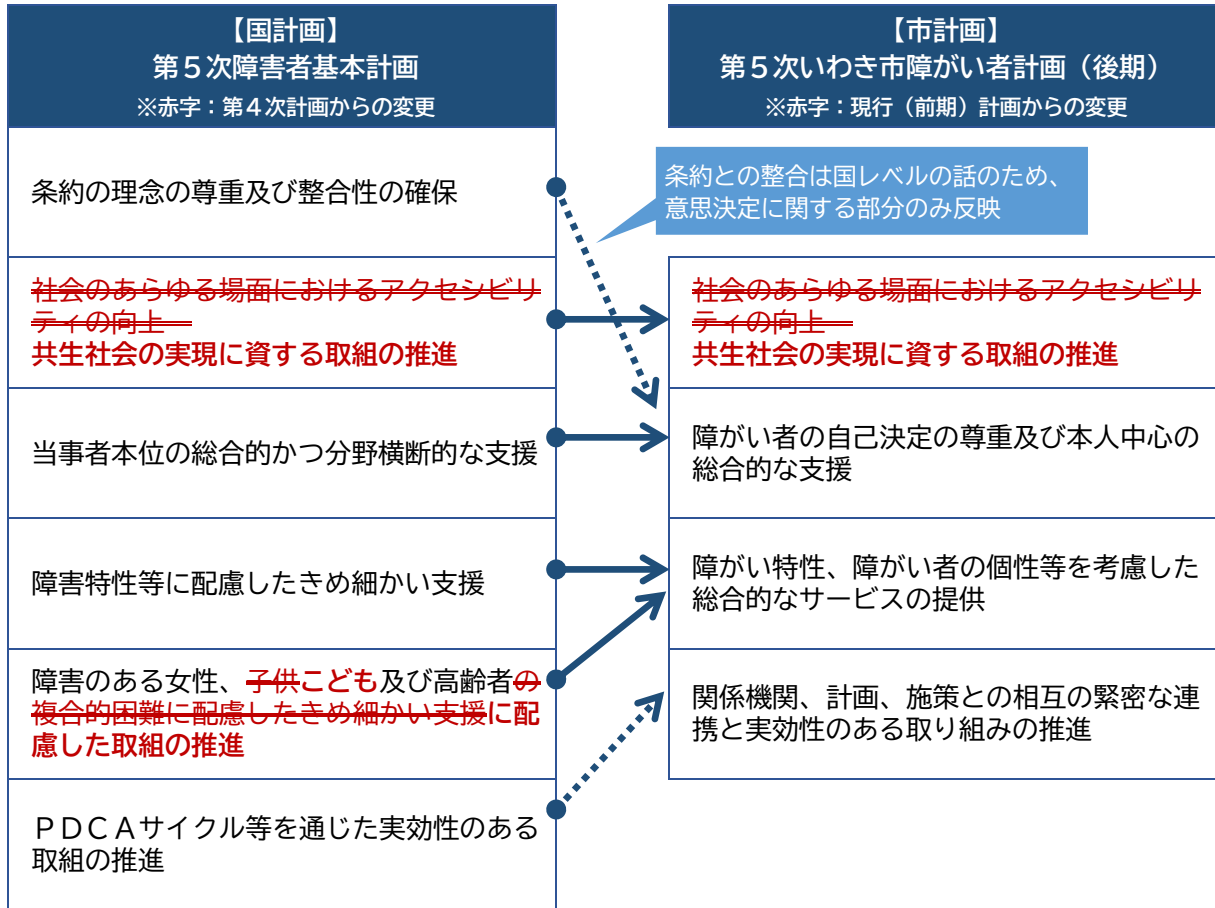 【国計画】
第５次障害者基本計画
※赤字：第４次計画からの変更
条約の理念の尊重及び整合性の確保
社会のあらゆる場面におけるアクセシビリ
ティの向上
共生社会の実現に資する取組の推進
当事者本位の総合的かつ分野横断的な支援
障害特性等に配慮したきめ細かい支援
障害のある女性、子供こども及び高齢者の
複合的困難に配慮したきめ細かい支援に配
慮した取組の推進
ＰＤＣＡサイクル等を通じた実効性のある
取組の推進
【市計画】
第５次いわき市障がい者計画（後期）
※赤字：現行（前期）計画からの変更
条約との整合は国レベルの話のため、
意思決定に関する部分のみ反映
社会のあらゆる場面におけるアクセシビリ
ティの向上
共生社会の実現に資する取組の推進
障がい者の自己決定の尊重及び本人中心の
総合的な支援
障がい特性、障がい者の個性等を考慮した
総合的なサービスの提供
関係機関、計画、施策との相互の緊密な連
携と実効性のある取り組みの推進